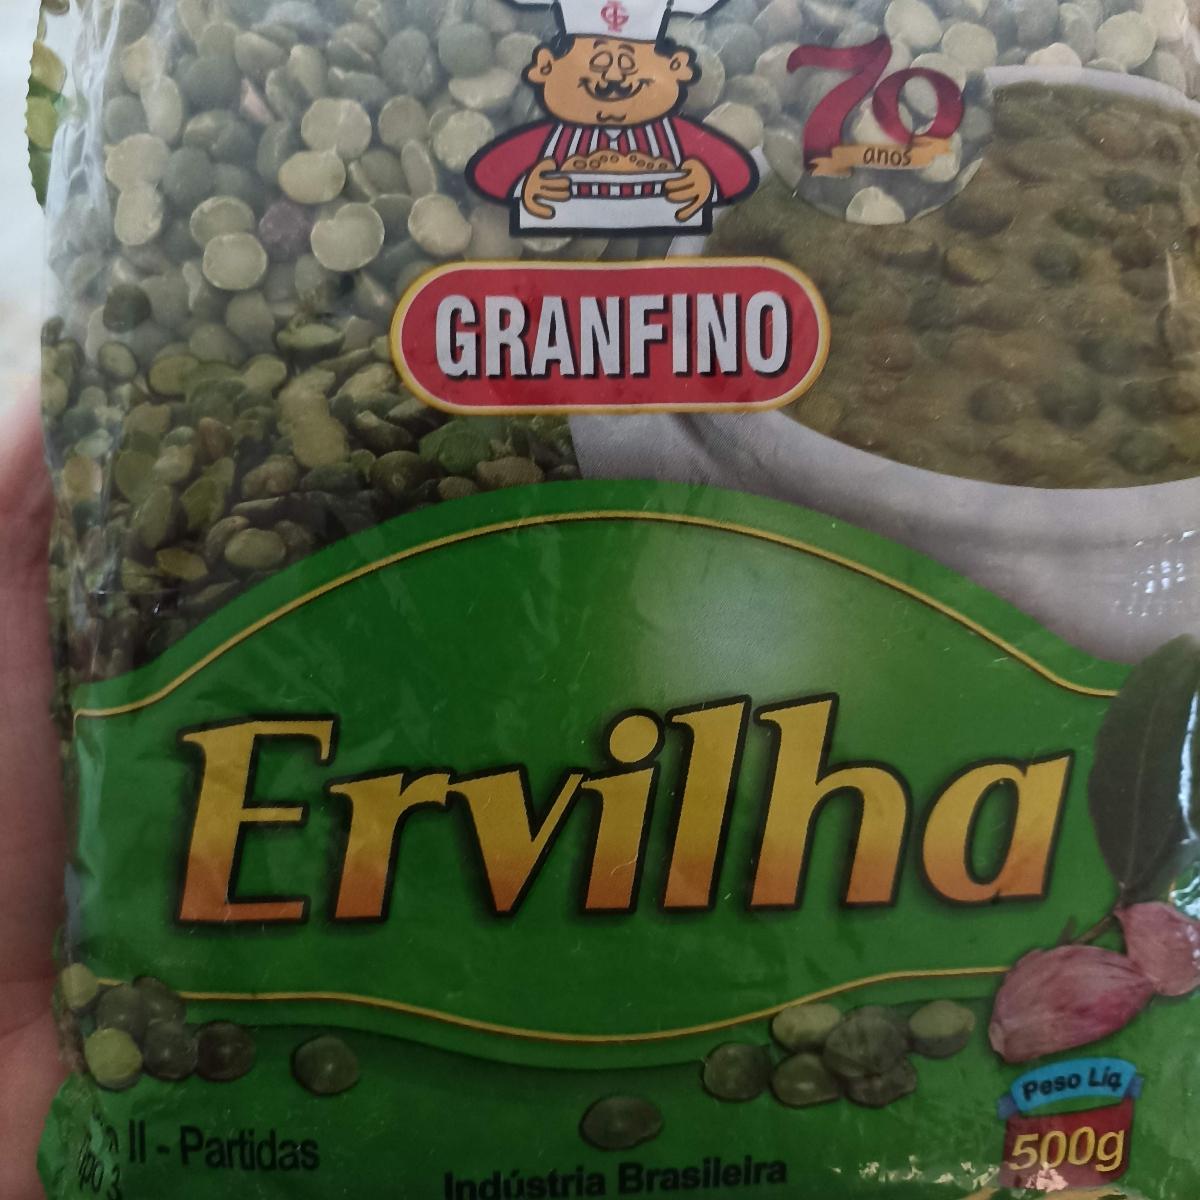 70
anos
GRANFINO
Ervilha
Peso Líq
500g
II - Partidas
Indústria Brasileira